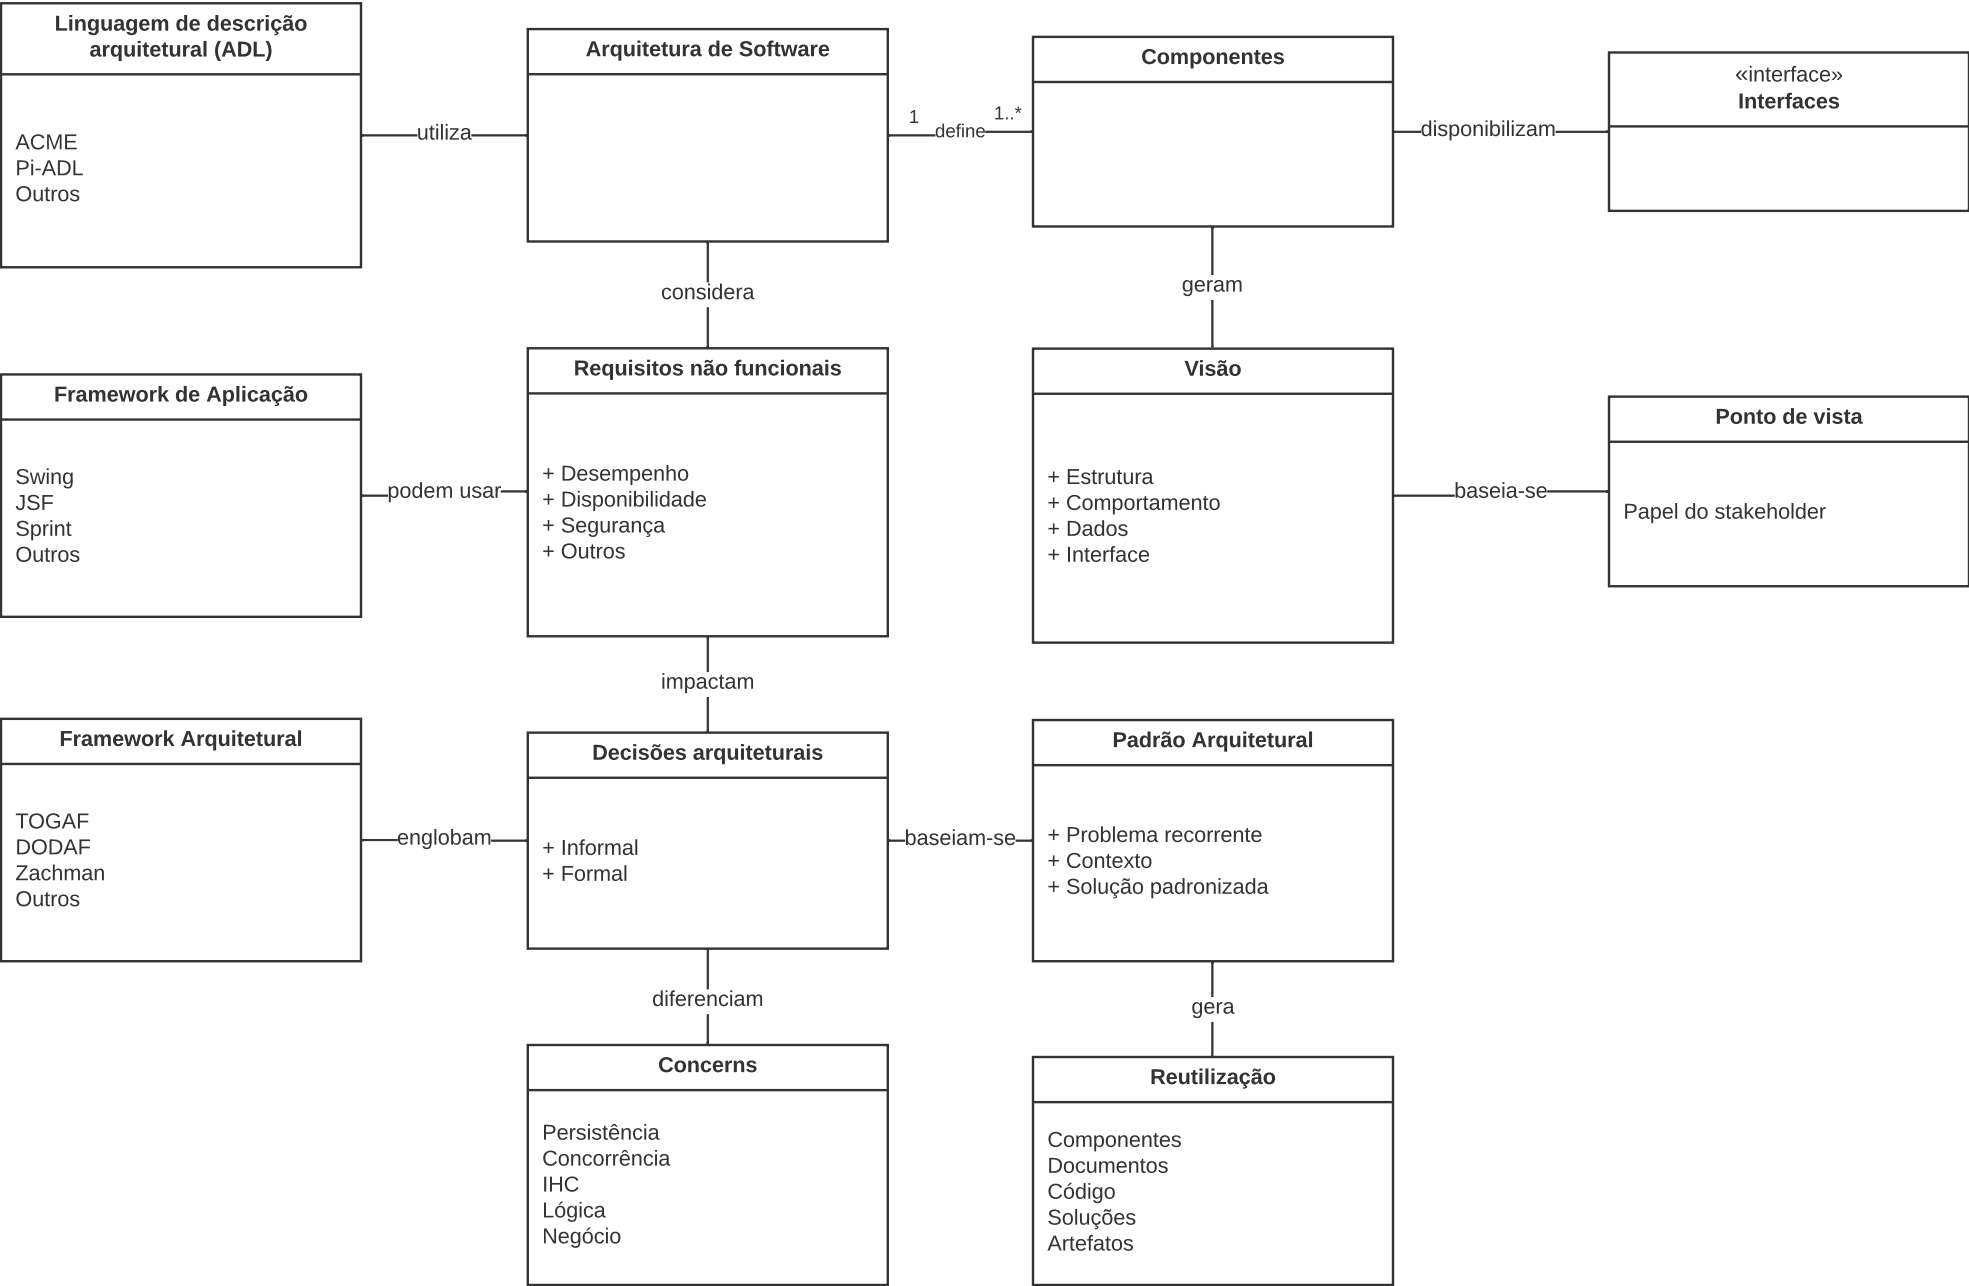 Linguagem de descrição
arquitetural (ADL)
ACME
Pi-ADL
Outros
utiliza
Arquitetura de Software
1
define
1..*
Componentes
disponibilizam
«interface»
Interfaces
considera
geram
Framework de Aplicação
Swing
JSF
Sprint
Outros
podem usar
Requisitos não funcionais
+ Desempenho
+ Disponibilidade
+ Segurança
+ Outros
Visão
+ Estrutura
+ Comportamento
+ Dados
+ Interface
baseia-se
Ponto de vista
Papel do stakeholder
impactam
Framework Arquitetural
TOGAF
DODAF
Zachman
Outros
englobam
Decisões arquiteturais
+ Informal
+ Formal
baseiam-se
Padrão Arquitetural
+ Problema recorrente
+ Contexto
+ Solução padronizada
diferenciam
gera
Concerns
Persistência
Concorrência
IHC
Lógica
Negócio
Reutilização
Componentes
Documentos
Código
Soluções
Artefatos